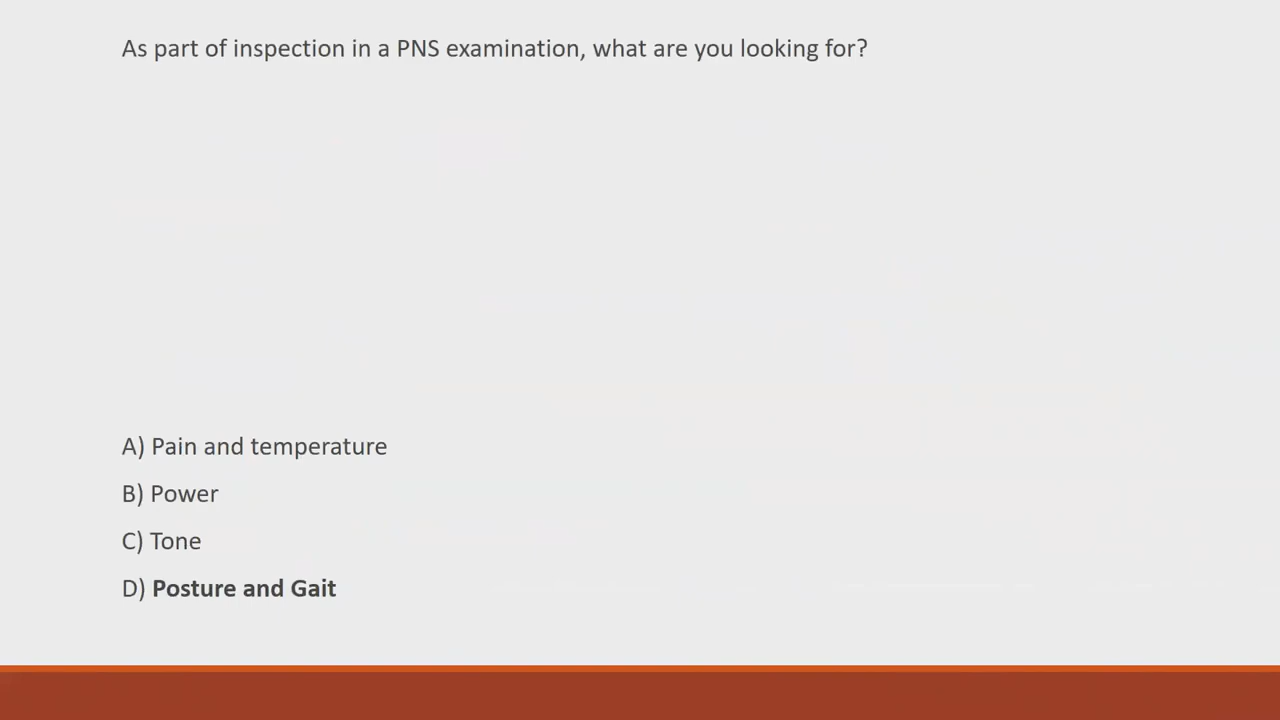 As part of inspection in a PNS examination, what are you looking for?
A) Pain and temperature
B) Power
C) Tone
D) Posture and Gait